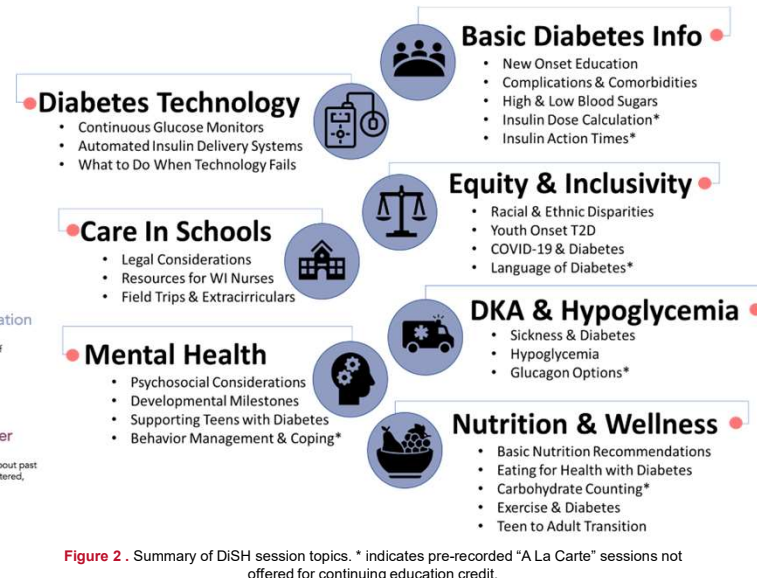 Basic Diabetes Info
• New Onset Education
• Complications & Comorbidities
• High & Low Blood Sugars
• Insulin Dose Calculation*
• Insulin Action Times*
Diabetes Technology
• Continuous Glucose Monitors
• Automated Insulin Delivery Systems
• What to Do When Technology Fails
Equity & Inclusivity
• Racial & Ethnic Disparities
• Youth Onset T2D
• COVID-19 & Diabetes
• Language of Diabetes*
Care In Schools
• Legal Considerations
• Resources for WI Nurses
• Field Trips & Extracirriculars
DKA & Hypoglycemia
• Sickness & Diabetes
• Hypoglycemia
• Glucagon Options*
Mental Health
• Psychosocial Considerations
• Developmental Milestones
• Supporting Teens with Diabetes
• Behavior Management & Coping*
Nutrition & Wellness
• Basic Nutrition Recommendations
• Eating for Health with Diabetes
• Carbohydrate Counting*
• Exercise & Diabetes
• Teen to Adult Transition
ation
er
out past
tered,
Figure 2 . Summary of DiSH session topics. * indicates pre-recorded “A La Carte” sessions not
offered for continuing education credit.